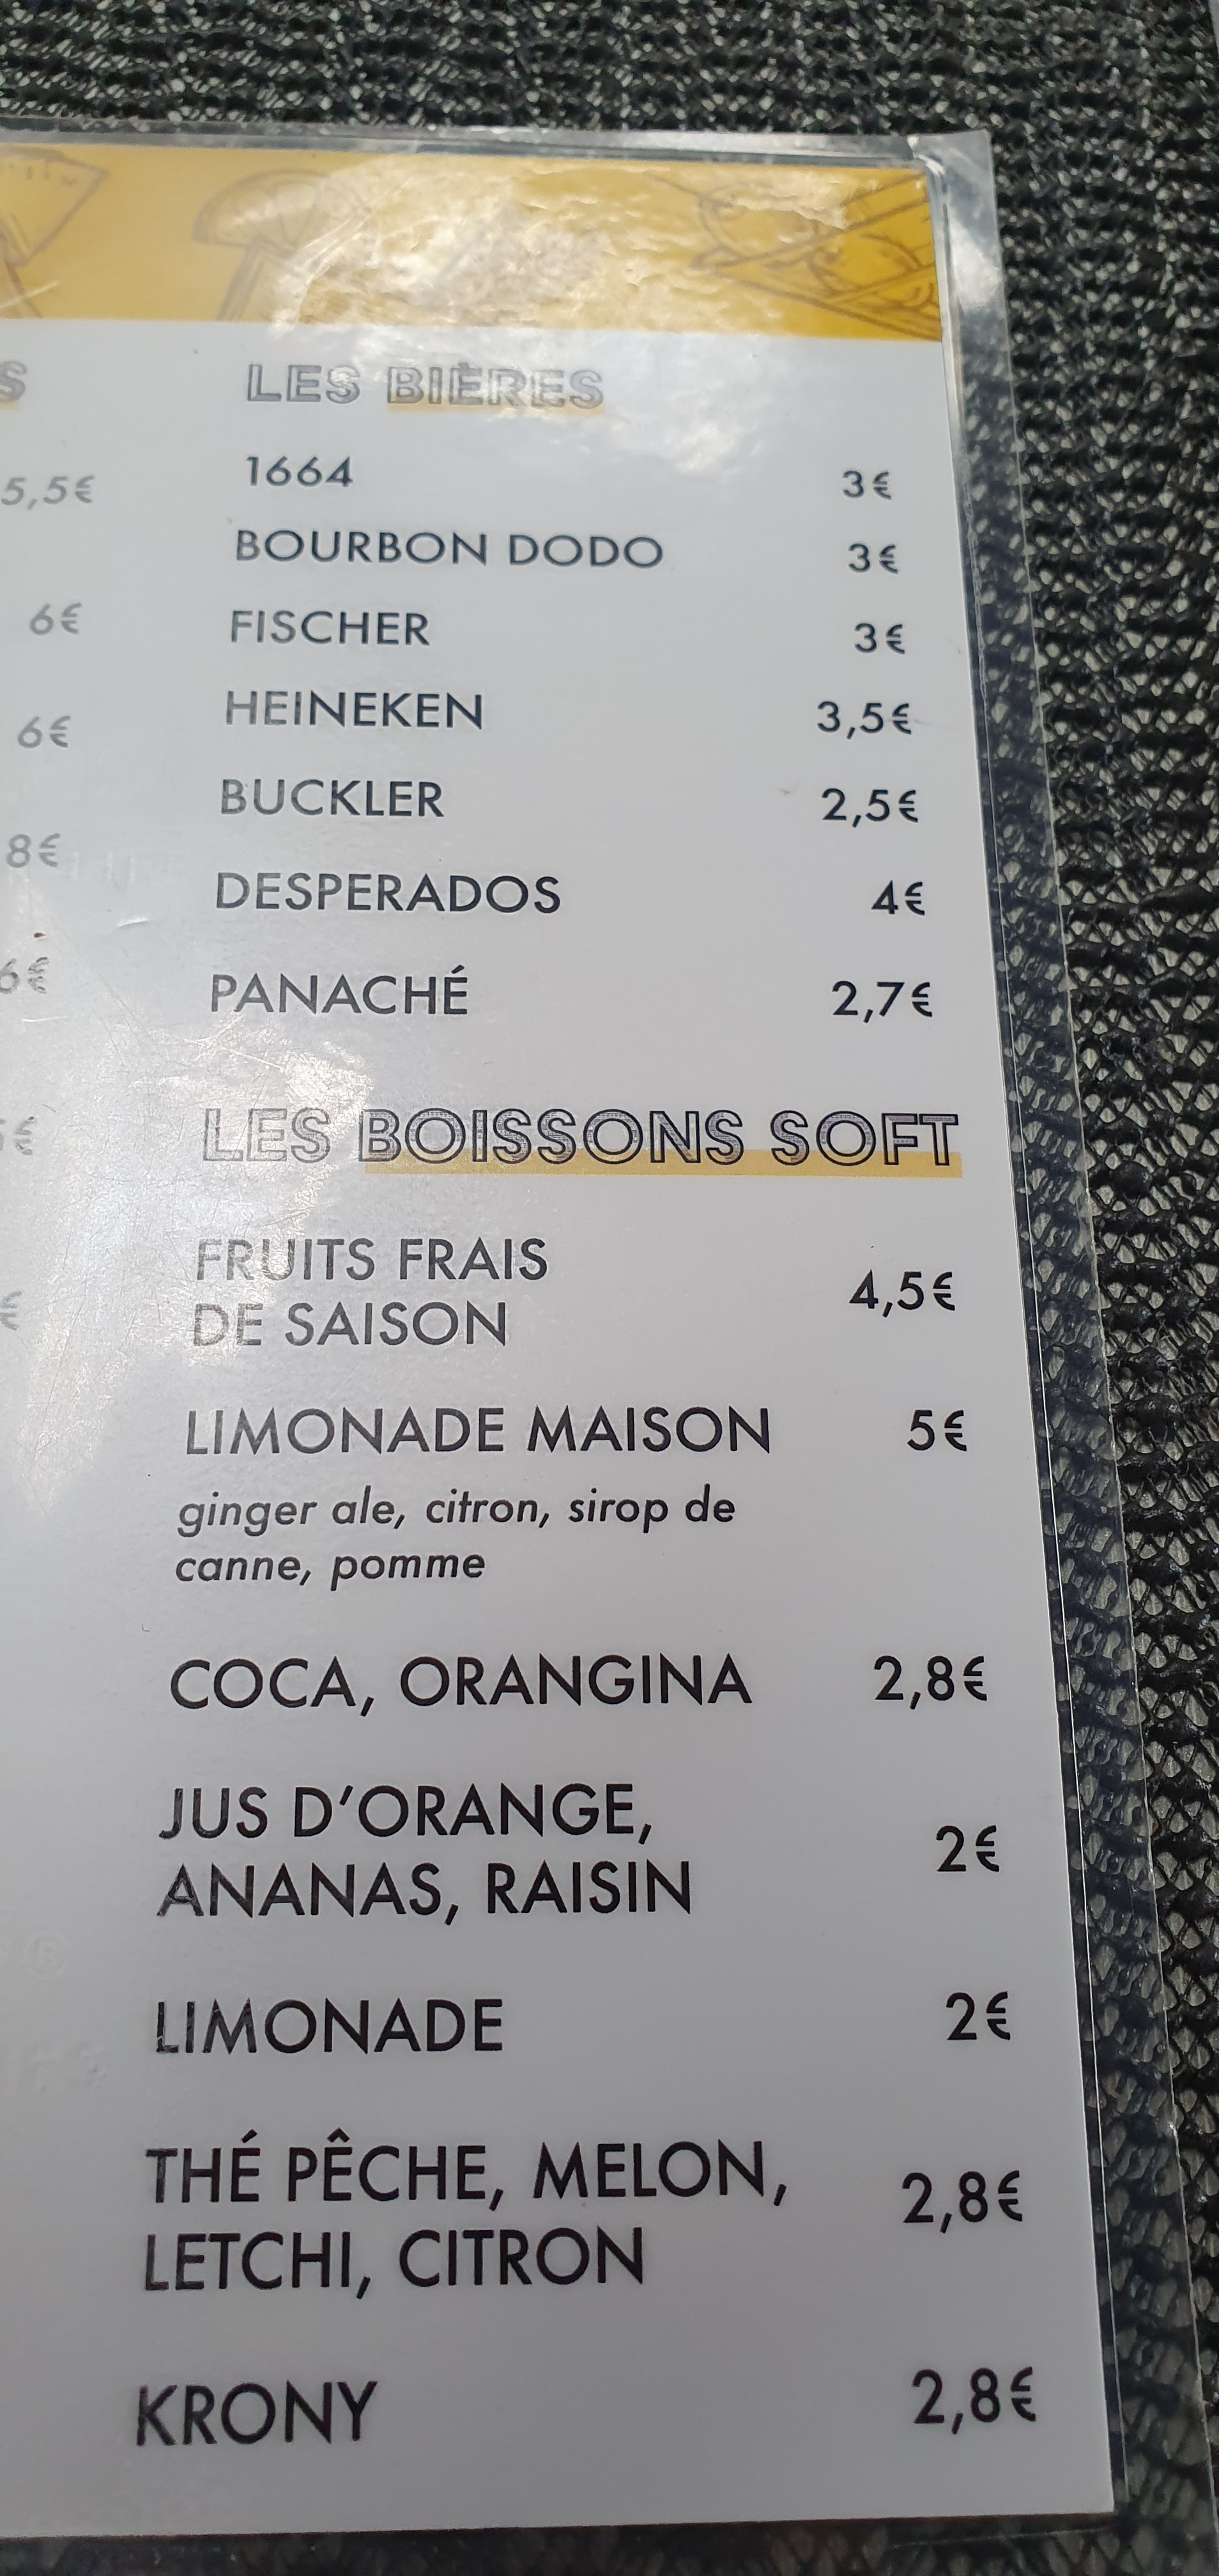 S
5,5€
6€
6€
8€
6€
€
€
LES BIÈRES
1664 3€
BOURBON DODO 3€
FISCHER 3€
HEINEKEN 3,5€
BUCKLER 2,5€
DESPERADOS 4€
PANACHÉ 2,7€
LES BOISSONS SOFT
FRUITS FRAIS
DE SAISON 4,5€
LIMONADE MAISON 5€
ginger ale, citron, sirop de
canne, pomme
COCA, ORANGINA 2,8€
JUS D'ORANGE,
ANANAS, RAISIN 2€
LIMONADE 2€
THÉ PÊCHE, MELON,
LETCHI, CITRON 2,8€
KRONY 2,8€